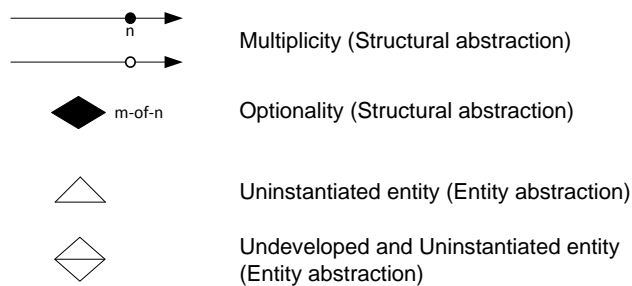 n
Multiplicity (Structural abstraction)
m-of-n
Optionality (Structural abstraction)
Uninstantiated entity (Entity abstraction)
Undeveloped and Uninstantiated entity
(Entity abstraction)